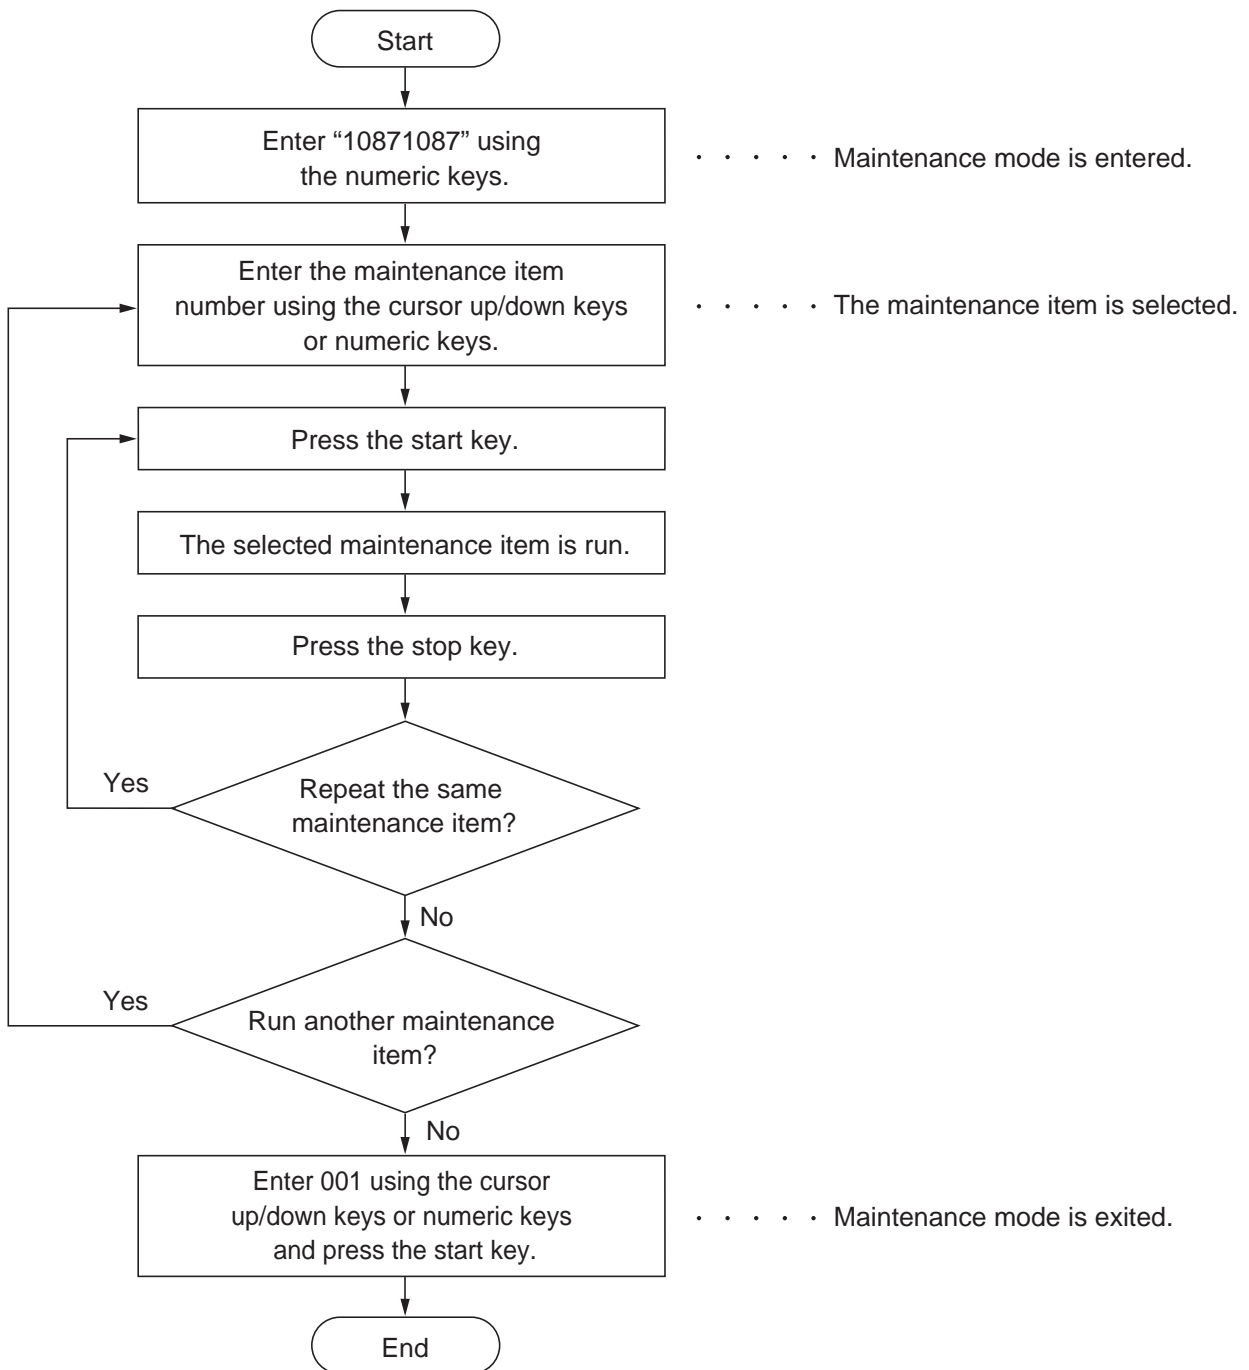 Start
Enter “10871087” using
the numeric keys.
· · · · · Maintenance mode is entered.
Enter the maintenance item
number using the cursor up/down keys
or numeric keys.
· · · · · The maintenance item is selected.
Press the start key.
The selected maintenance item is run.
Press the stop key.
Yes
Repeat the same
maintenance item?
No
Yes
Run another maintenance
item?
No
Enter 001 using the cursor
up/down keys or numeric keys
and press the start key.
· · · · · Maintenance mode is exited.
End